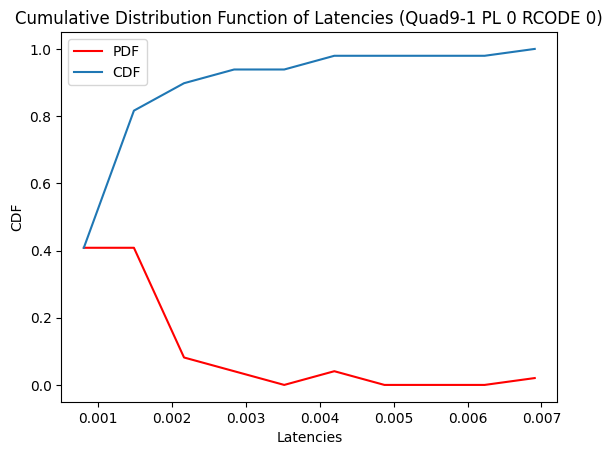 Cumulative Distribution Function of Latencies (Quad9-1 PL 0 RCODE 0)
PDF
CDF
1.0
0.8
0.6
0.4
0.2
0.0
CDF
0.001 0.002 0.003 0.004 0.005 0.006 0.007
Latencies